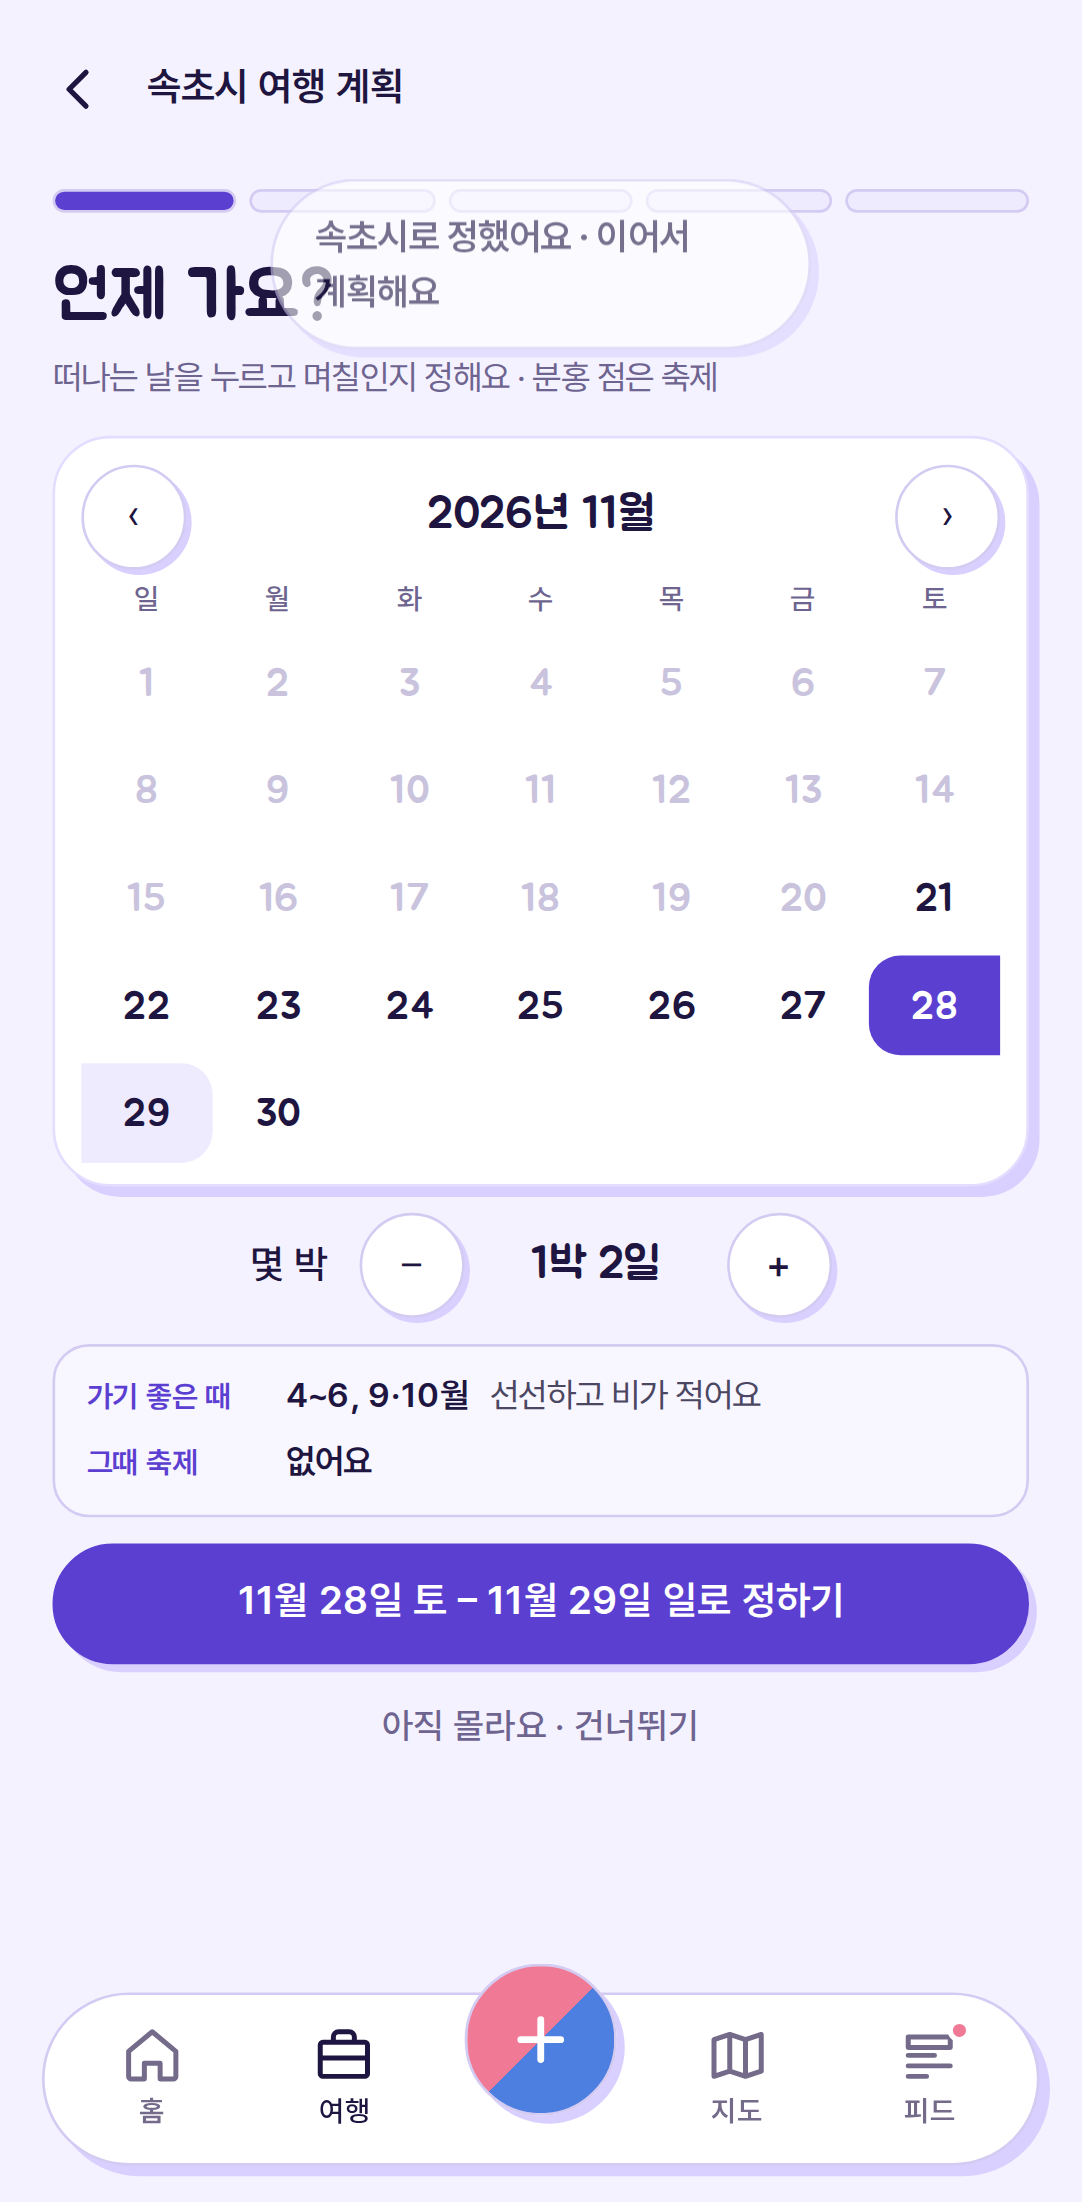 속초시 여행 계획
속초시로 정했어요 · 이어서
계획해요
언제 가요?
떠나는 날을 누르고 며칠인지 정해요 · 분홍 점은 축제
‹ 2026년 11월 ›
일 월 화 수 목 금 토
1 2 3 4 5 6 7
8 9 10 11 12 13 14
15 16 17 18 19 20 21
22 23 24 25 26 27 28
29 30
몇 박 − 1박 2일 +
가기 좋은 때 4~6, 9·10월 선선하고 비가 적어요
그때 축제 없어요
11월 28일 토 – 11월 29일 일로 정하기
아직 몰라요 · 건너뛰기
홈 여행 지도 피드